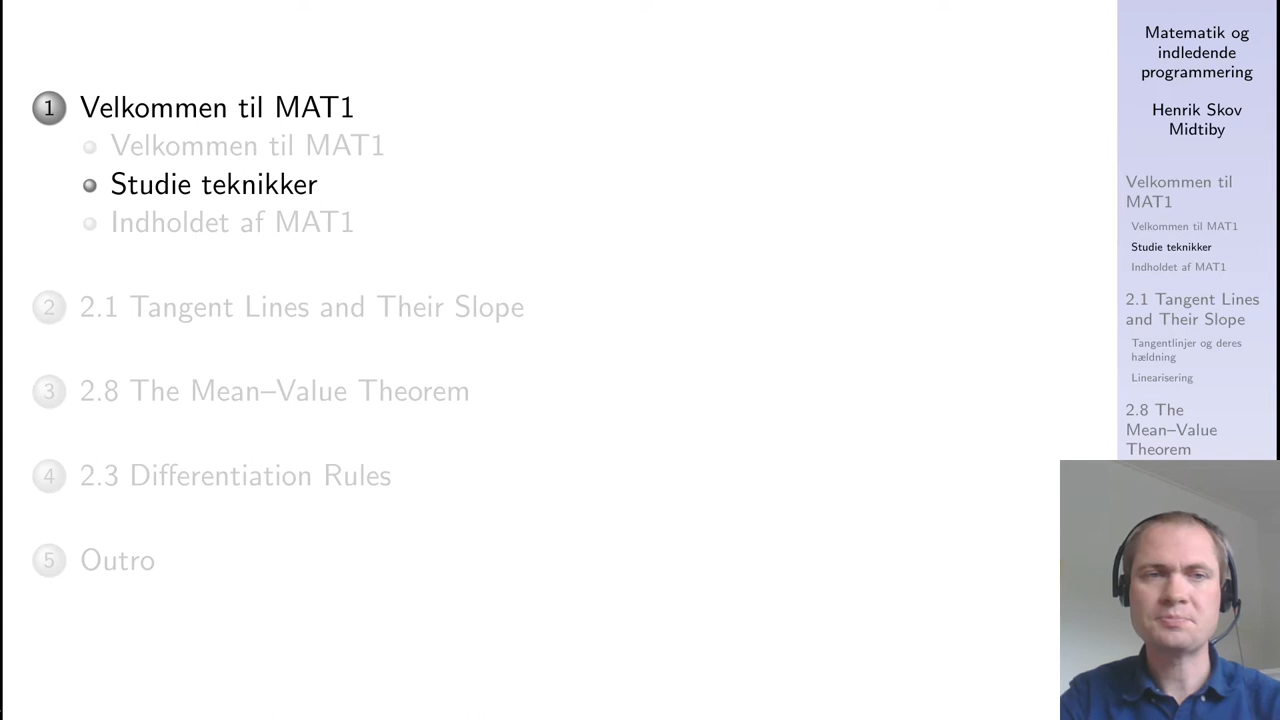 1 Velkommen til MAT1
Velkommen til MAT1
Studie teknikker
Indholdet af MAT1
2 2.1 Tangent Lines and Their Slope
3 2.8 The Mean–Value Theorem
4 2.3 Differentiation Rules
5 Outro
Matematik og
indledende
programmering
Henrik Skov
Midtiby
Velkommen til
MAT1
Velkommen til MAT1
Studie teknikker
Indholdet af MAT1
2.1 Tangent Lines
and Their Slope
Tangentlinjer og deres
hældning
Linearisering
2.8 The
Mean–Value
Theorem